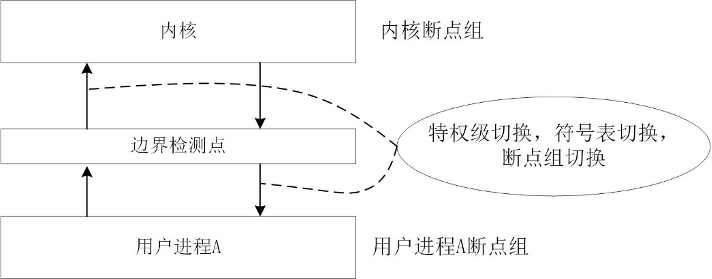 内核
内核断点组
边界检测点
特权级切换，符号表切换，
断点组切换
用户进程A
用户进程A断点组